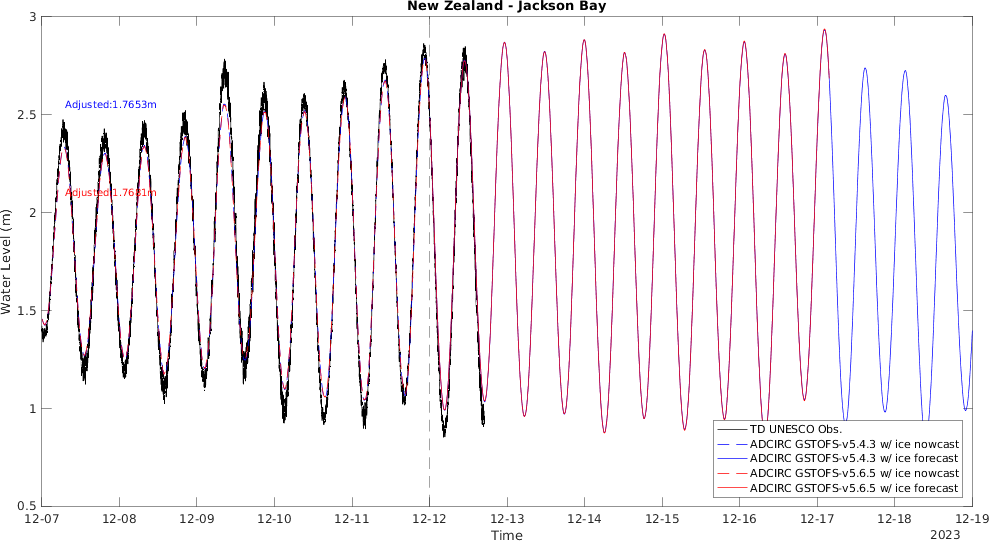 New Zealand - Jackson Bay
3
2.5
2
1.5
1
0.5
Water Level (m)
Adjusted:1.7653m
Adjusted:1.7681m
TD UNESCO Obs.
ADCIRC GSTOFS-v5.4.3 w/ ice nowcast
ADCIRC GSTOFS-v5.4.3 w/ ice forecast
ADCIRC GSTOFS-v5.6.5 w/ ice nowcast
ADCIRC GSTOFS-v5.6.5 w/ ice forecast
12-07 12-08 12-09 12-10 12-11 12-12 12-13 12-14 12-15 12-16 12-17 12-18 12-19
Time
2023